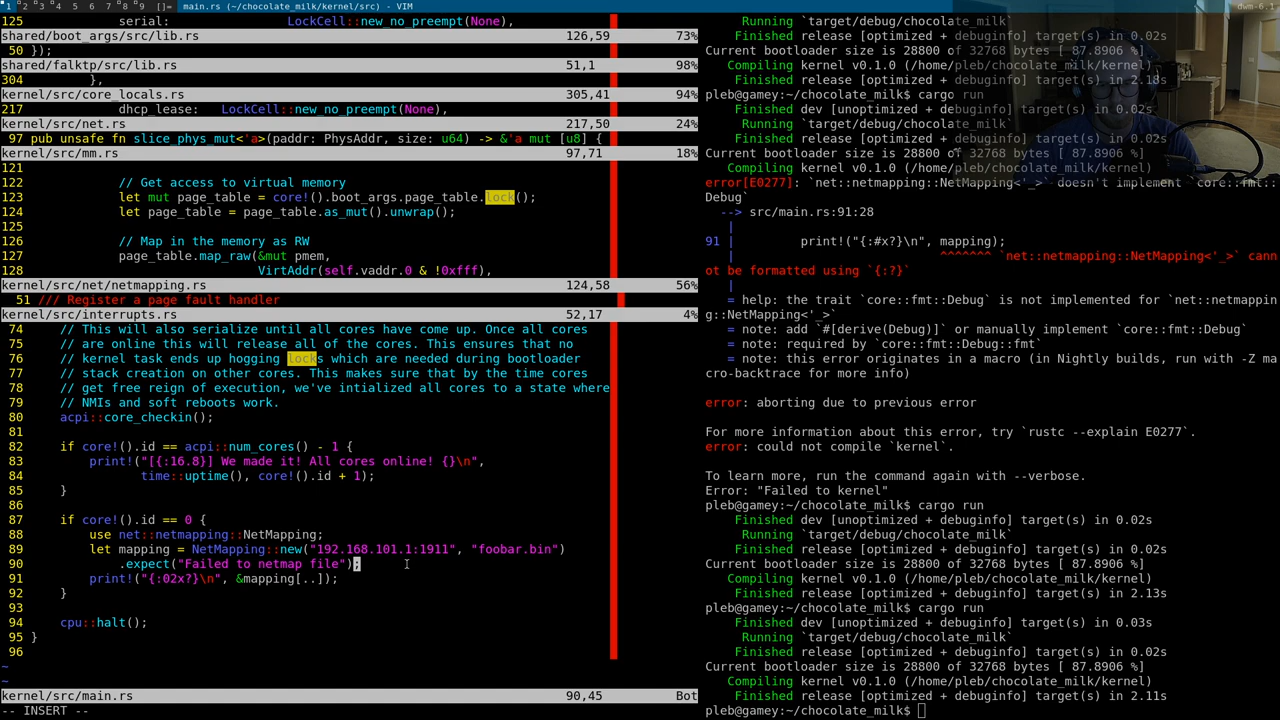 1 2 3 4 5 6 7 8 9 []= main.rs (~/chocolate_milk/kernel/src) - VIM dwm-6.1
125 serial: LockCell::new_no_preempt(None),
shared/boot_args/src/lib.rs 126,59 73%
50 });
shared/falktp/src/lib.rs 51,1 98%
304 },
kernel/src/core_locals.rs 305,41 94%
217 dhcp_lease: LockCell::new_no_preempt(None),
kernel/src/net.rs 217,50 24%
97 pub unsafe fn slice_phys_mut<'a>(paddr: PhysAddr, size: u64) -> &'a mut [u8] {
kernel/src/mm.rs 97,71 18%
121
122 // Get access to virtual memory
123 let mut page_table = core!().boot_args.page_table.lock();
124 let page_table = page_table.as_mut().unwrap();
125
126 // Map in the memory as RW
127 page_table.map_raw(&mut pmem,
128 VirtAddr(self.vaddr.0 & !0xfff),
kernel/src/net/netmapping.rs 124,58 56%
51 /// Register a page fault handler
kernel/src/interrupts.rs 52,17 4%
74 // This will also serialize until all cores have come up. Once all cores
75 // are online this will release all of the cores. This ensures that no
76 // kernel task ends up hogging locks which are needed during bootloader
77 // stack creation on other cores. This makes sure that by the time cores
78 // get free reign of execution, we've intialized all cores to a state where
79 // NMIs and soft reboots work.
80 acpi::core_checkin();
81
82 if core!().id == acpi::num_cores() - 1 {
83 print!("[{:16.8}] We made it! All cores online! {}\n",
84 time::uptime(), core!().id + 1);
85 }
86
87 if core!().id == 0 {
88 use net::netmapping::NetMapping;
89 let mapping = NetMapping::new("192.168.101.1:1911", "foobar.bin")
90 .expect("Failed to netmap file");
91 print!("{:02x?}\n", &mapping[..]);
92 }
93
94 cpu::halt();
95 }
96
~
~
kernel/src/main.rs 90,45 Bot
-- INSERT --
Running `target/debug/chocolate_milk`
Finished release [optimized + debuginfo] target(s) in 0.02s
Current bootloader size is 28800 of 32768 bytes [ 87.8906 %]
Compiling kernel v0.1.0 (/home/pleb/chocolate_milk/kernel)
Finished release [optimized + debuginfo] target(s) in 2.18s
pleb@gamey:~/chocolate_milk$ cargo run
Finished dev [unoptimized + debuginfo] target(s) in 0.02s
Running `target/debug/chocolate_milk`
Finished release [optimized + debuginfo] target(s) in 0.02s
Current bootloader size is 28800 of 32768 bytes [ 87.8906 %]
Compiling kernel v0.1.0 (/home/pleb/chocolate_milk/kernel)
error[E0277]: `net::netmapping::NetMapping<'_>` doesn't implement `core::fmt::
Debug`
--> src/main.rs:91:28
|
91 | print!("{:#x?}\n", mapping);
| ^^^^^^^ `net::netmapping::NetMapping<'_>` cann
ot be formatted using `{:?}`
|
= help: the trait `core::fmt::Debug` is not implemented for `net::netmappin
g::NetMapping<'_>`
= note: add `#[derive(Debug)]` or manually implement `core::fmt::Debug`
= note: required by `core::fmt::Debug::fmt`
= note: this error originates in a macro (in Nightly builds, run with -Z ma
cro-backtrace for more info)
error: aborting due to previous error
For more information about this error, try `rustc --explain E0277`.
error: could not compile `kernel`.
To learn more, run the command again with --verbose.
Error: "Failed to kernel"
pleb@gamey:~/chocolate_milk$ cargo run
Finished dev [unoptimized + debuginfo] target(s) in 0.02s
Running `target/debug/chocolate_milk`
Finished release [optimized + debuginfo] target(s) in 0.02s
Current bootloader size is 28800 of 32768 bytes [ 87.8906 %]
Compiling kernel v0.1.0 (/home/pleb/chocolate_milk/kernel)
Finished release [optimized + debuginfo] target(s) in 2.13s
pleb@gamey:~/chocolate_milk$ cargo run
Finished dev [unoptimized + debuginfo] target(s) in 0.03s
Running `target/debug/chocolate_milk`
Finished release [optimized + debuginfo] target(s) in 0.02s
Current bootloader size is 28800 of 32768 bytes [ 87.8906 %]
Compiling kernel v0.1.0 (/home/pleb/chocolate_milk/kernel)
Finished release [optimized + debuginfo] target(s) in 2.11s
pleb@gamey:~/chocolate_milk$